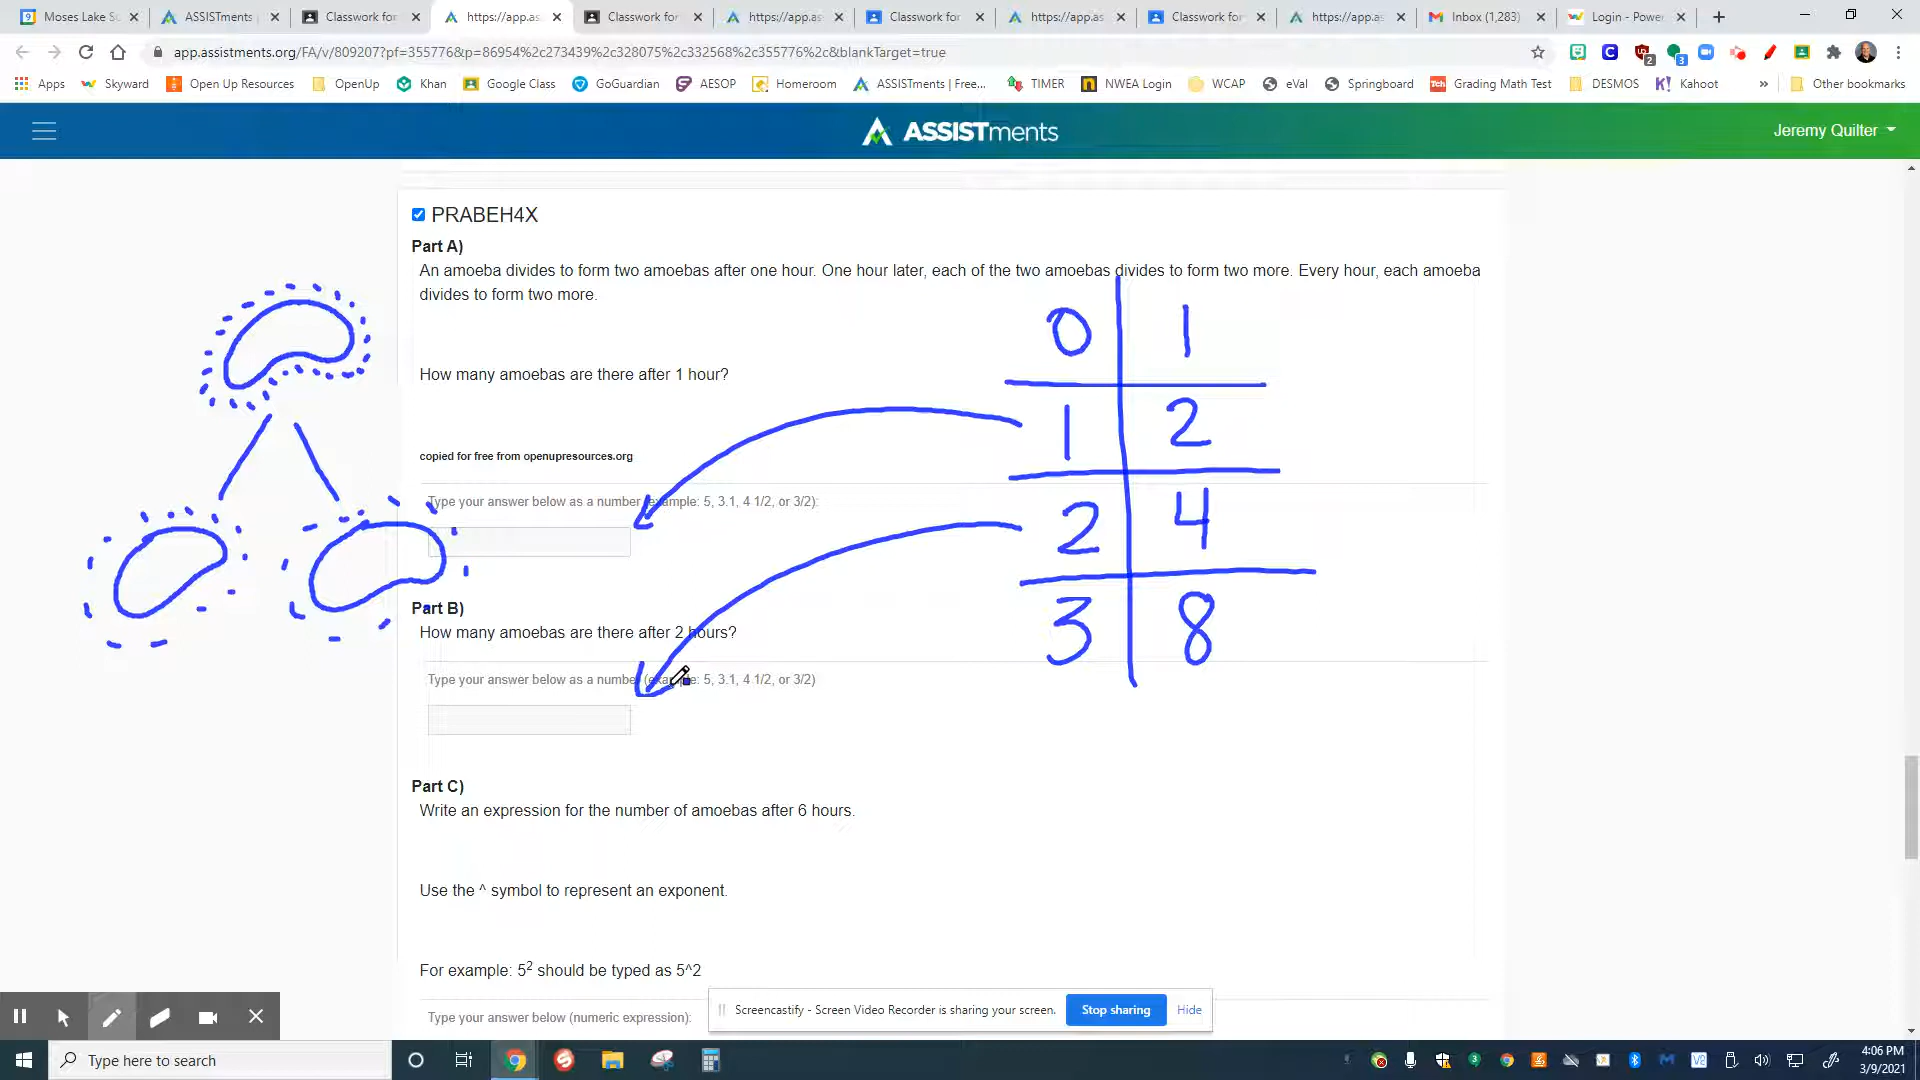 Moses Lake S
ASSISTments
Classwork for
https://app.as
Classwork for
https://app.as
Classwork for
https://app.as
Classwork for
https://app.as
Inbox (1,283)
Login - Powe
app.assistments.org/FA/v/809207?pf=355776&p=86954%2c273439%2c328075%2c332568%2c355776%2c&blankTarget=true
Apps Skyward Open Up Resources OpenUp Khan Google Class GoGuardian AESOP Homeroom ASSISTments | Free... TIMER NWEA Login WCAP eVal Springboard Grading Math Test DESMOS Kahoot » Other bookmarks
ASSISTments
Jeremy Quilter
PRABEH4X
Part A)
An amoeba divides to form two amoebas after one hour. One hour later, each of the two amoebas divides to form two more. Every hour, each amoeba
divides to form two more.
0 1
How many amoebas are there after 1 hour?
1 2
copied for free from openupresources.org
Type your answer below as a number (example: 5, 3.1, 4 1/2, or 3/2):
2 4
Part B)
How many amoebas are there after 2 hours?
3 8
Type your answer below as a number (example: 5, 3.1, 4 1/2, or 3/2)
Part C)
Write an expression for the number of amoebas after 6 hours.
Use the ^ symbol to represent an exponent.
For example: 5² should be typed as 5^2
Type your answer below (numeric expression):
Screencastify - Screen Video Recorder is sharing your screen.
Stop sharing
Hide
Type here to search
4:06 PM
3/9/2021